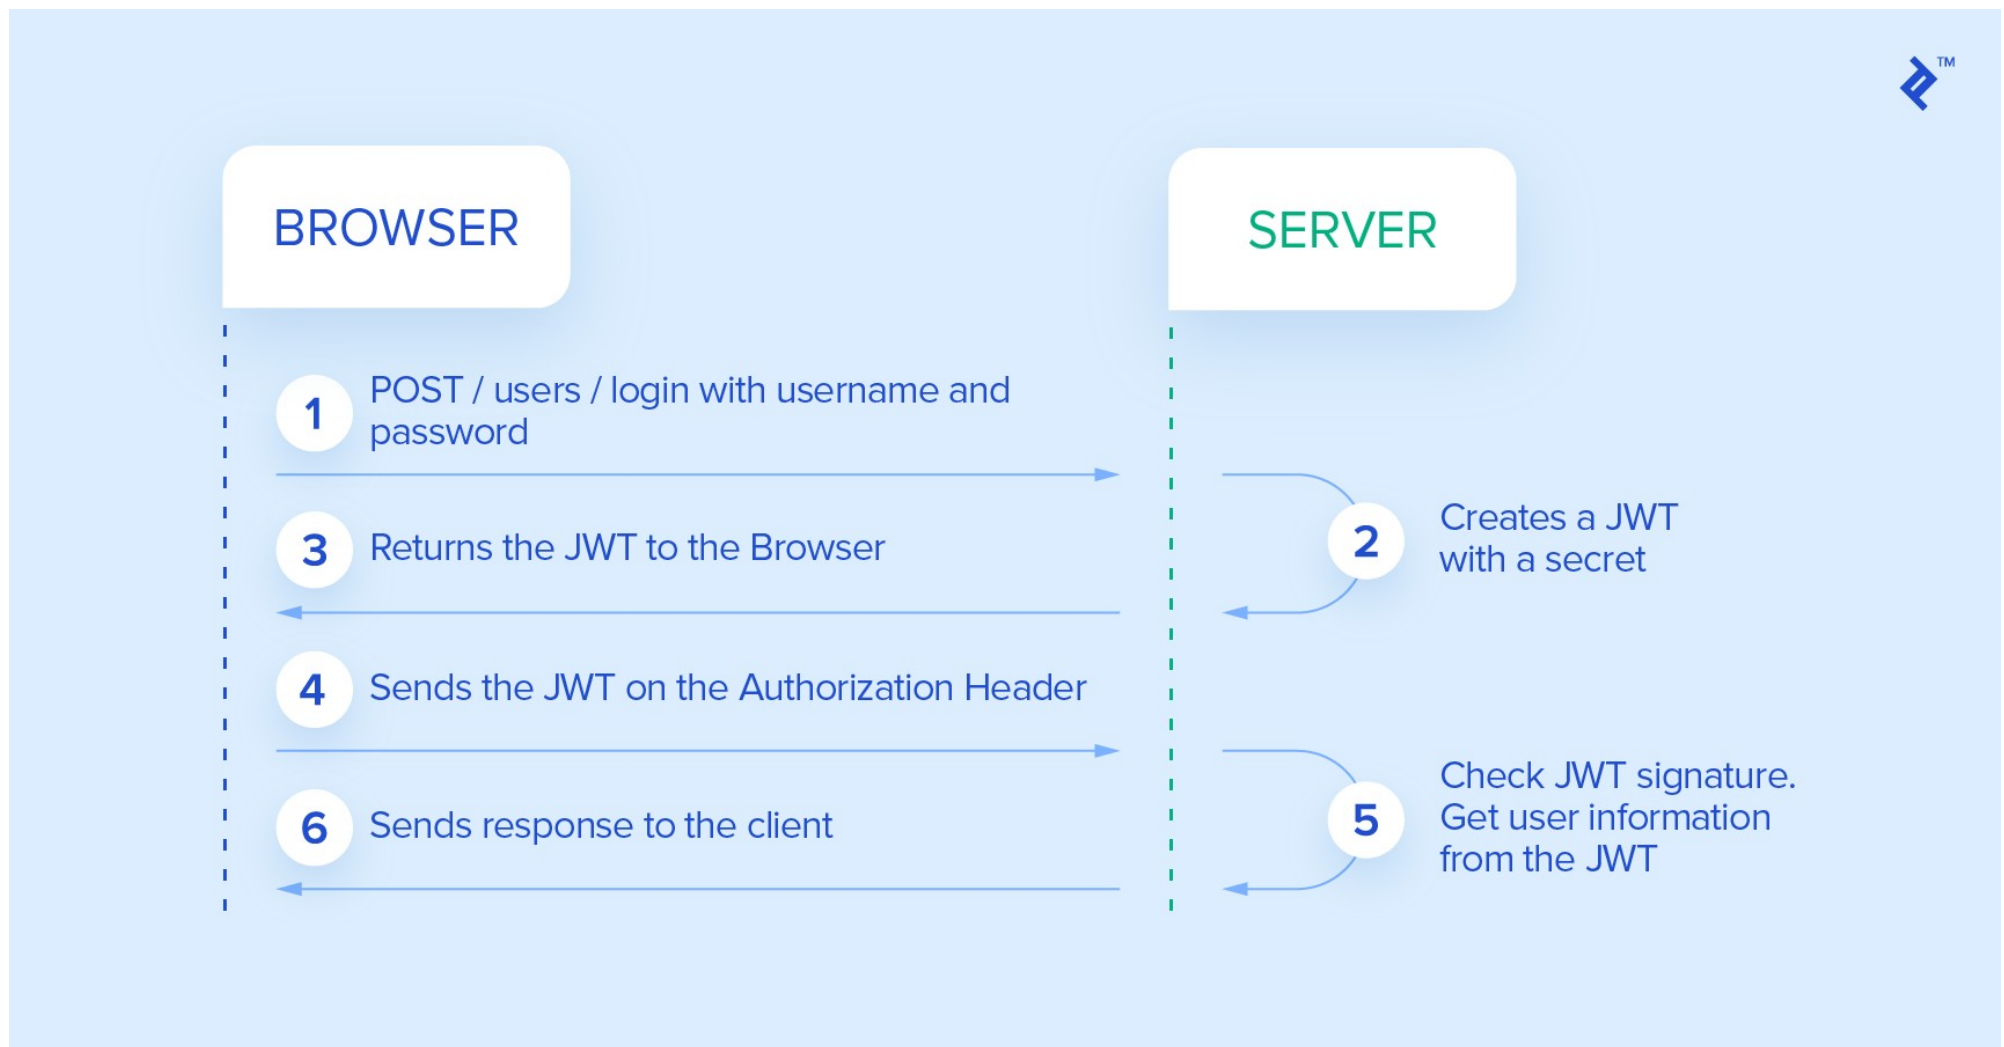 TM
BROWSER
SERVER
1
POST / users / login with username and
password
2
Creates a JWT
with a secret
3
Returns the JWT to the Browser
4
Sends the JWT on the Authorization Header
5
Check JWT signature.
Get user information
from the JWT
6
Sends response to the client